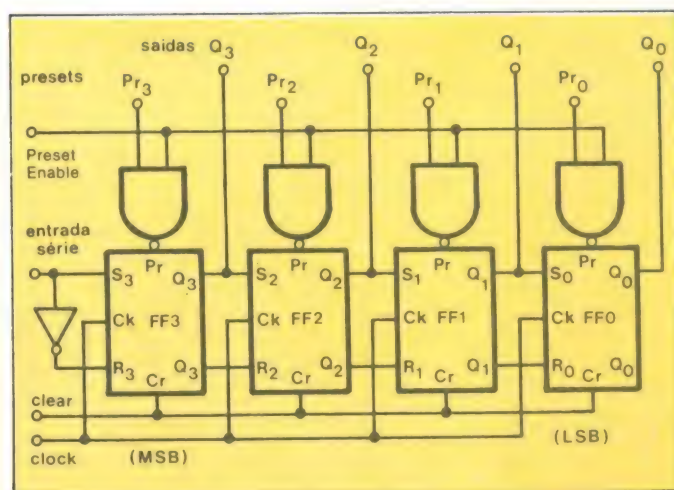 saidas Q3 Q2 Q1 Q0
presets Pr3 Pr2 Pr1 Pr0
Preset
Enable
entrada
série
Pr Pr Pr Pr
S3 Q3 S2 Q2 S1 Q1 S0 Q0
Ck FF3 Ck FF2 Ck FF1 Ck FF0
R3 Q3 R2 Q2 R1 Q1 R0 Q0
Cr Cr Cr Cr
clear
clock
(MSB) (LSB)